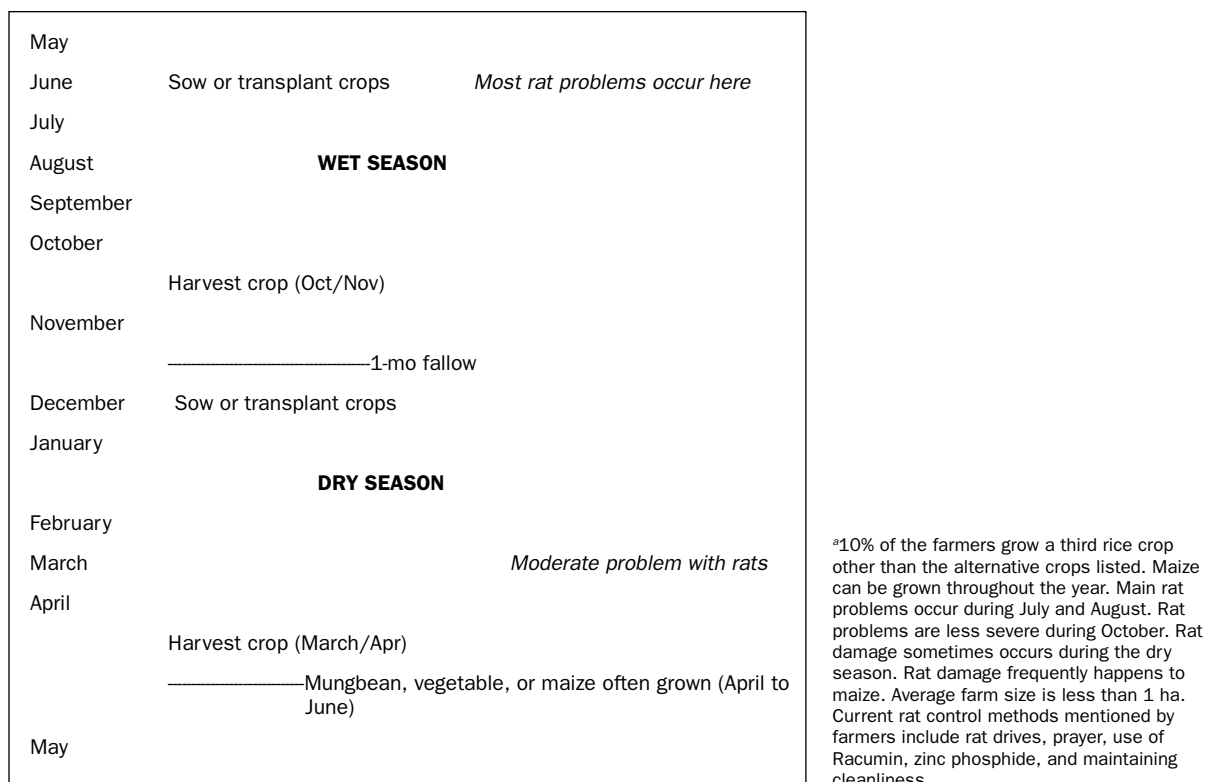 May
June Sow or transplant crops Most rat problems occur here
July
August WET SEASON
September
October
Harvest crop (Oct/Nov)
November
1-mo fallow
December Sow or transplant crops
January
DRY SEASON
February
March Moderate problem with rats
April
Harvest crop (March/Apr)
Mungbean, vegetable, or maize often grown (April to
June)
May
a10% of the farmers grow a third rice crop
other than the alternative crops listed. Maize
can be grown throughout the year. Main rat
problems occur during July and August. Rat
problems are less severe during October. Rat
damage sometimes occurs during the dry
season. Rat damage frequently happens to
maize. Average farm size is less than 1 ha.
Current rat control methods mentioned by
farmers include rat drives, prayer, use of
Racumin, zinc phosphide, and maintaining
cleanliness